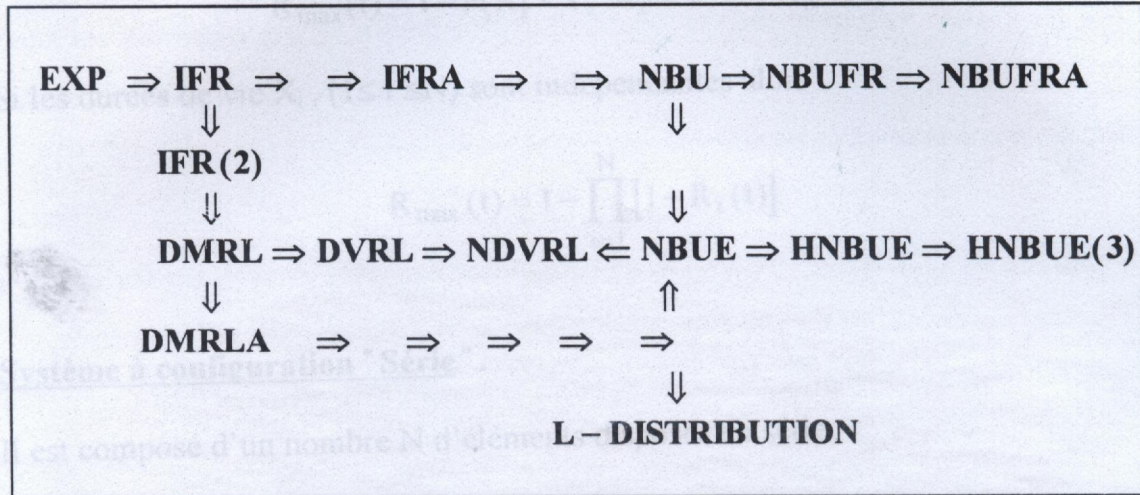 EXP ⇒ IFR ⇒ ⇒ IFRA ⇒ ⇒ NBU ⇒ NBUFR ⇒ NBUFRA
⇓ ⇓
IFR(2)
⇓ ⇓
DMRL ⇒ DVRL ⇒ NDVRL ⇐ NBUE ⇒ HNBUE ⇒ HNBUE(3)
⇓ ⇑
DMRLA ⇒ ⇒ ⇒ ⇒ ⇒
Système à configuration "Série".
⇓
L – DISTRIBUTION
est composé d'un nombre N d'éléments